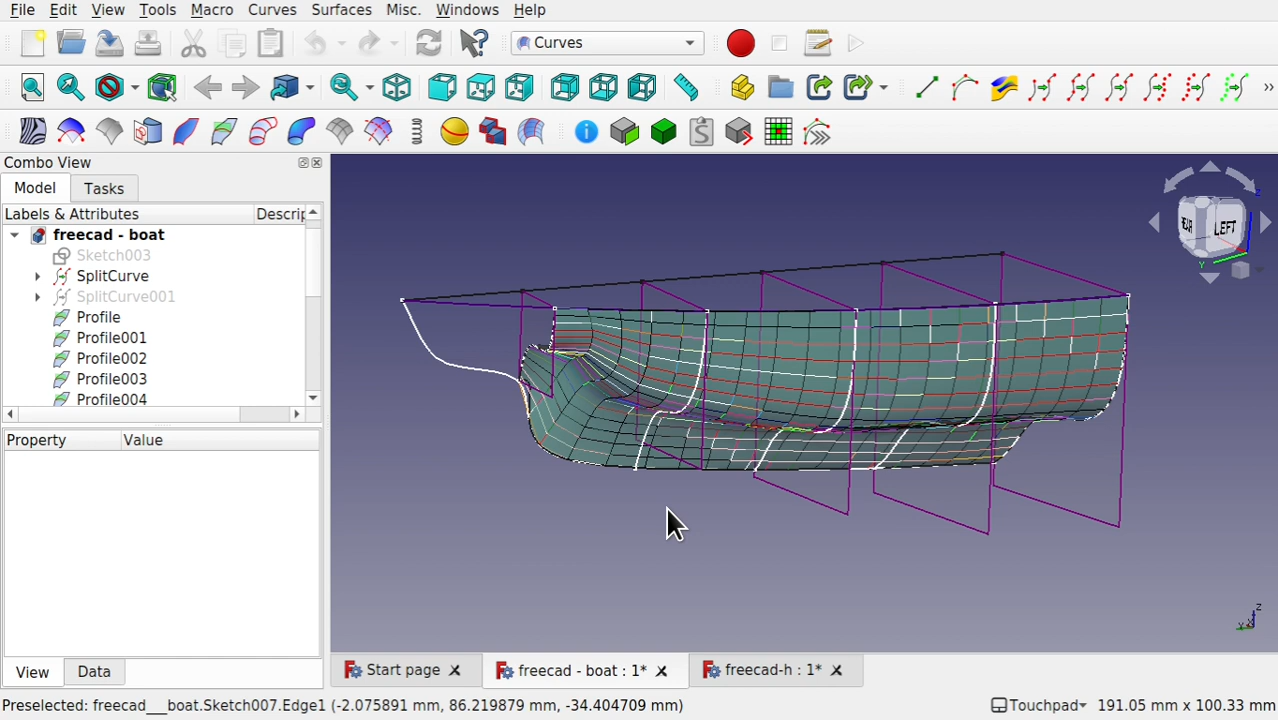 File Edit View Tools Macro Curves Surfaces Misc. Windows Help
Curves
Combo View
Model Tasks
Labels & Attributes Descrip
freecad - boat
Sketch003
SplitCurve
SplitCurve001
Profile
Profile001
Profile002
Profile003
Profile004
Property Value
View Data
LEFT
Z
Y
Z
Y X
Start page freecad - boat : 1* freecad-h : 1*
Preselected: freecad___boat.Sketch007.Edge1 (-2.075891 mm, 86.219879 mm, -34.404709 mm) Touchpad 191.05 mm x 100.33 mm